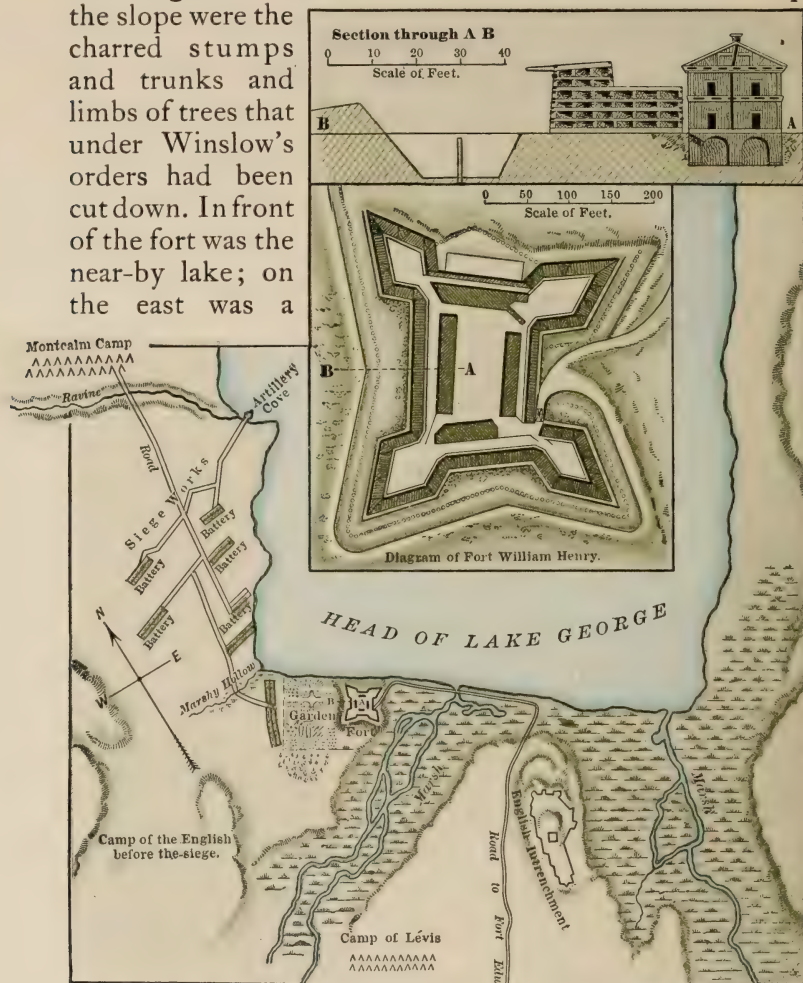 the slope were the
charred stumps
and trunks and
limbs of trees that
under Winslow's
orders had been
cut down. In front
of the fort was the
near-by lake; on
the east was a
Section through A B
0 10 20 30 40
Scale of Feet.
B
A
0 50 100 150 200
Scale of Feet.
B
A
Diagram of Fort William Henry.
Montcalm Camp
Ravine
Artillery
Cove
Road
Siege Works
Battery
Battery
Battery
Battery
Battery
N
E
W
HEAD OF LAKE GEORGE
Marshy Hollow
Garden
B
A
Fort
Marsh
Marsh
English Intrenchment
Road to Fort
Camp of the English
before the siege.
Camp of Lévis